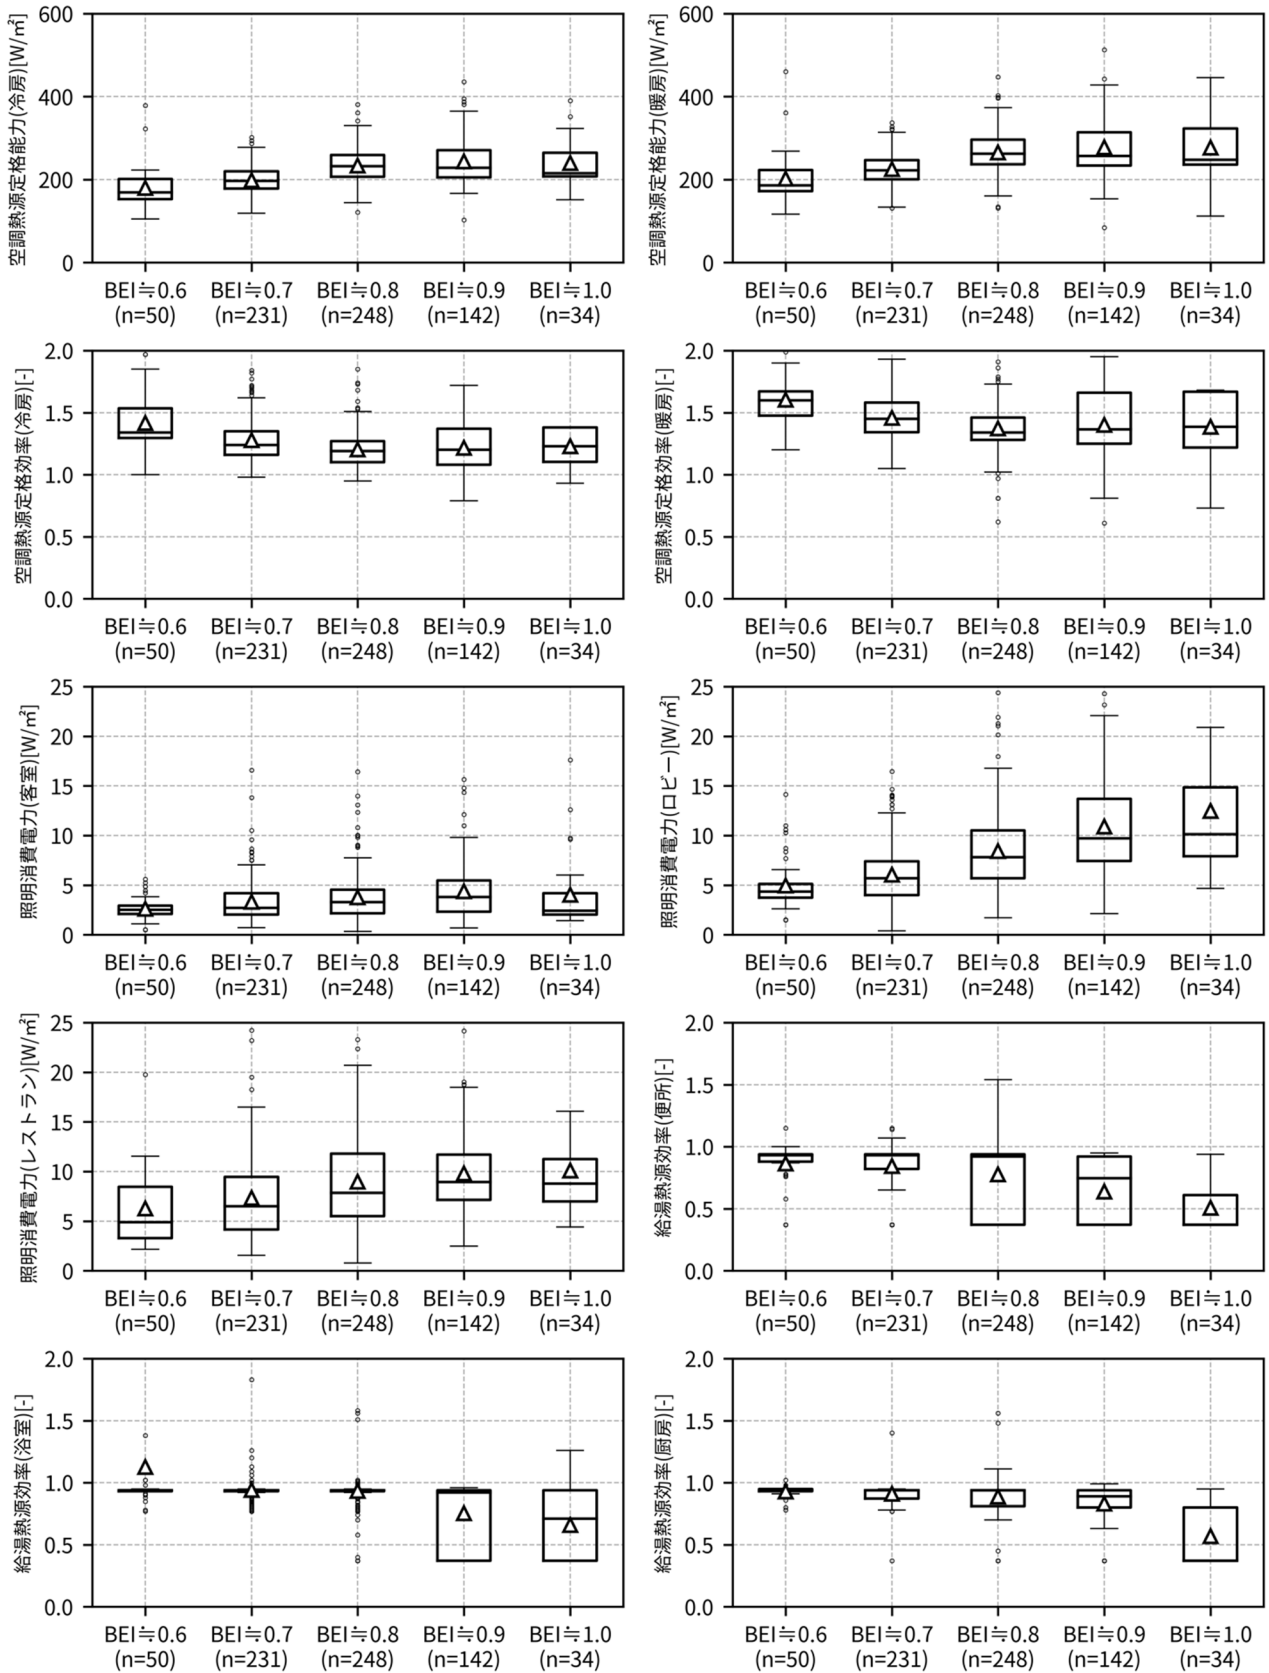 空調熱源定格能力(冷房)[W/㎡]
600
400
200
0
BEI≒0.6 BEI≒0.7 BEI≒0.8 BEI≒0.9 BEI≒1.0
(n=50) (n=231) (n=248) (n=142) (n=34)
空調熱源定格能力(暖房)[W/㎡]
600
400
200
0
BEI≒0.6 BEI≒0.7 BEI≒0.8 BEI≒0.9 BEI≒1.0
(n=50) (n=231) (n=248) (n=142) (n=34)
空調熱源定格効率(冷房)[-]
2.0
1.5
1.0
0.5
0.0
BEI≒0.6 BEI≒0.7 BEI≒0.8 BEI≒0.9 BEI≒1.0
(n=50) (n=231) (n=248) (n=142) (n=34)
空調熱源定格効率(暖房)[-]
2.0
1.5
1.0
0.5
0.0
BEI≒0.6 BEI≒0.7 BEI≒0.8 BEI≒0.9 BEI≒1.0
(n=50) (n=231) (n=248) (n=142) (n=34)
照明消費電力(客室)[W/㎡]
25
20
15
10
5
0
BEI≒0.6 BEI≒0.7 BEI≒0.8 BEI≒0.9 BEI≒1.0
(n=50) (n=231) (n=248) (n=142) (n=34)
照明消費電力(ロビー)[W/㎡]
25
20
15
10
5
0
BEI≒0.6 BEI≒0.7 BEI≒0.8 BEI≒0.9 BEI≒1.0
(n=50) (n=231) (n=248) (n=142) (n=34)
照明消費電力(レストラン)[W/㎡]
25
20
15
10
5
0
BEI≒0.6 BEI≒0.7 BEI≒0.8 BEI≒0.9 BEI≒1.0
(n=50) (n=231) (n=248) (n=142) (n=34)
給湯熱源効率(便所)[-]
2.0
1.5
1.0
0.5
0.0
BEI≒0.6 BEI≒0.7 BEI≒0.8 BEI≒0.9 BEI≒1.0
(n=50) (n=231) (n=248) (n=142) (n=34)
給湯熱源効率(浴室)[-]
2.0
1.5
1.0
0.5
0.0
BEI≒0.6 BEI≒0.7 BEI≒0.8 BEI≒0.9 BEI≒1.0
(n=50) (n=231) (n=248) (n=142) (n=34)
給湯熱源効率(厨房)[-]
2.0
1.5
1.0
0.5
0.0
BEI≒0.6 BEI≒0.7 BEI≒0.8 BEI≒0.9 BEI≒1.0
(n=50) (n=231) (n=248) (n=142) (n=34)